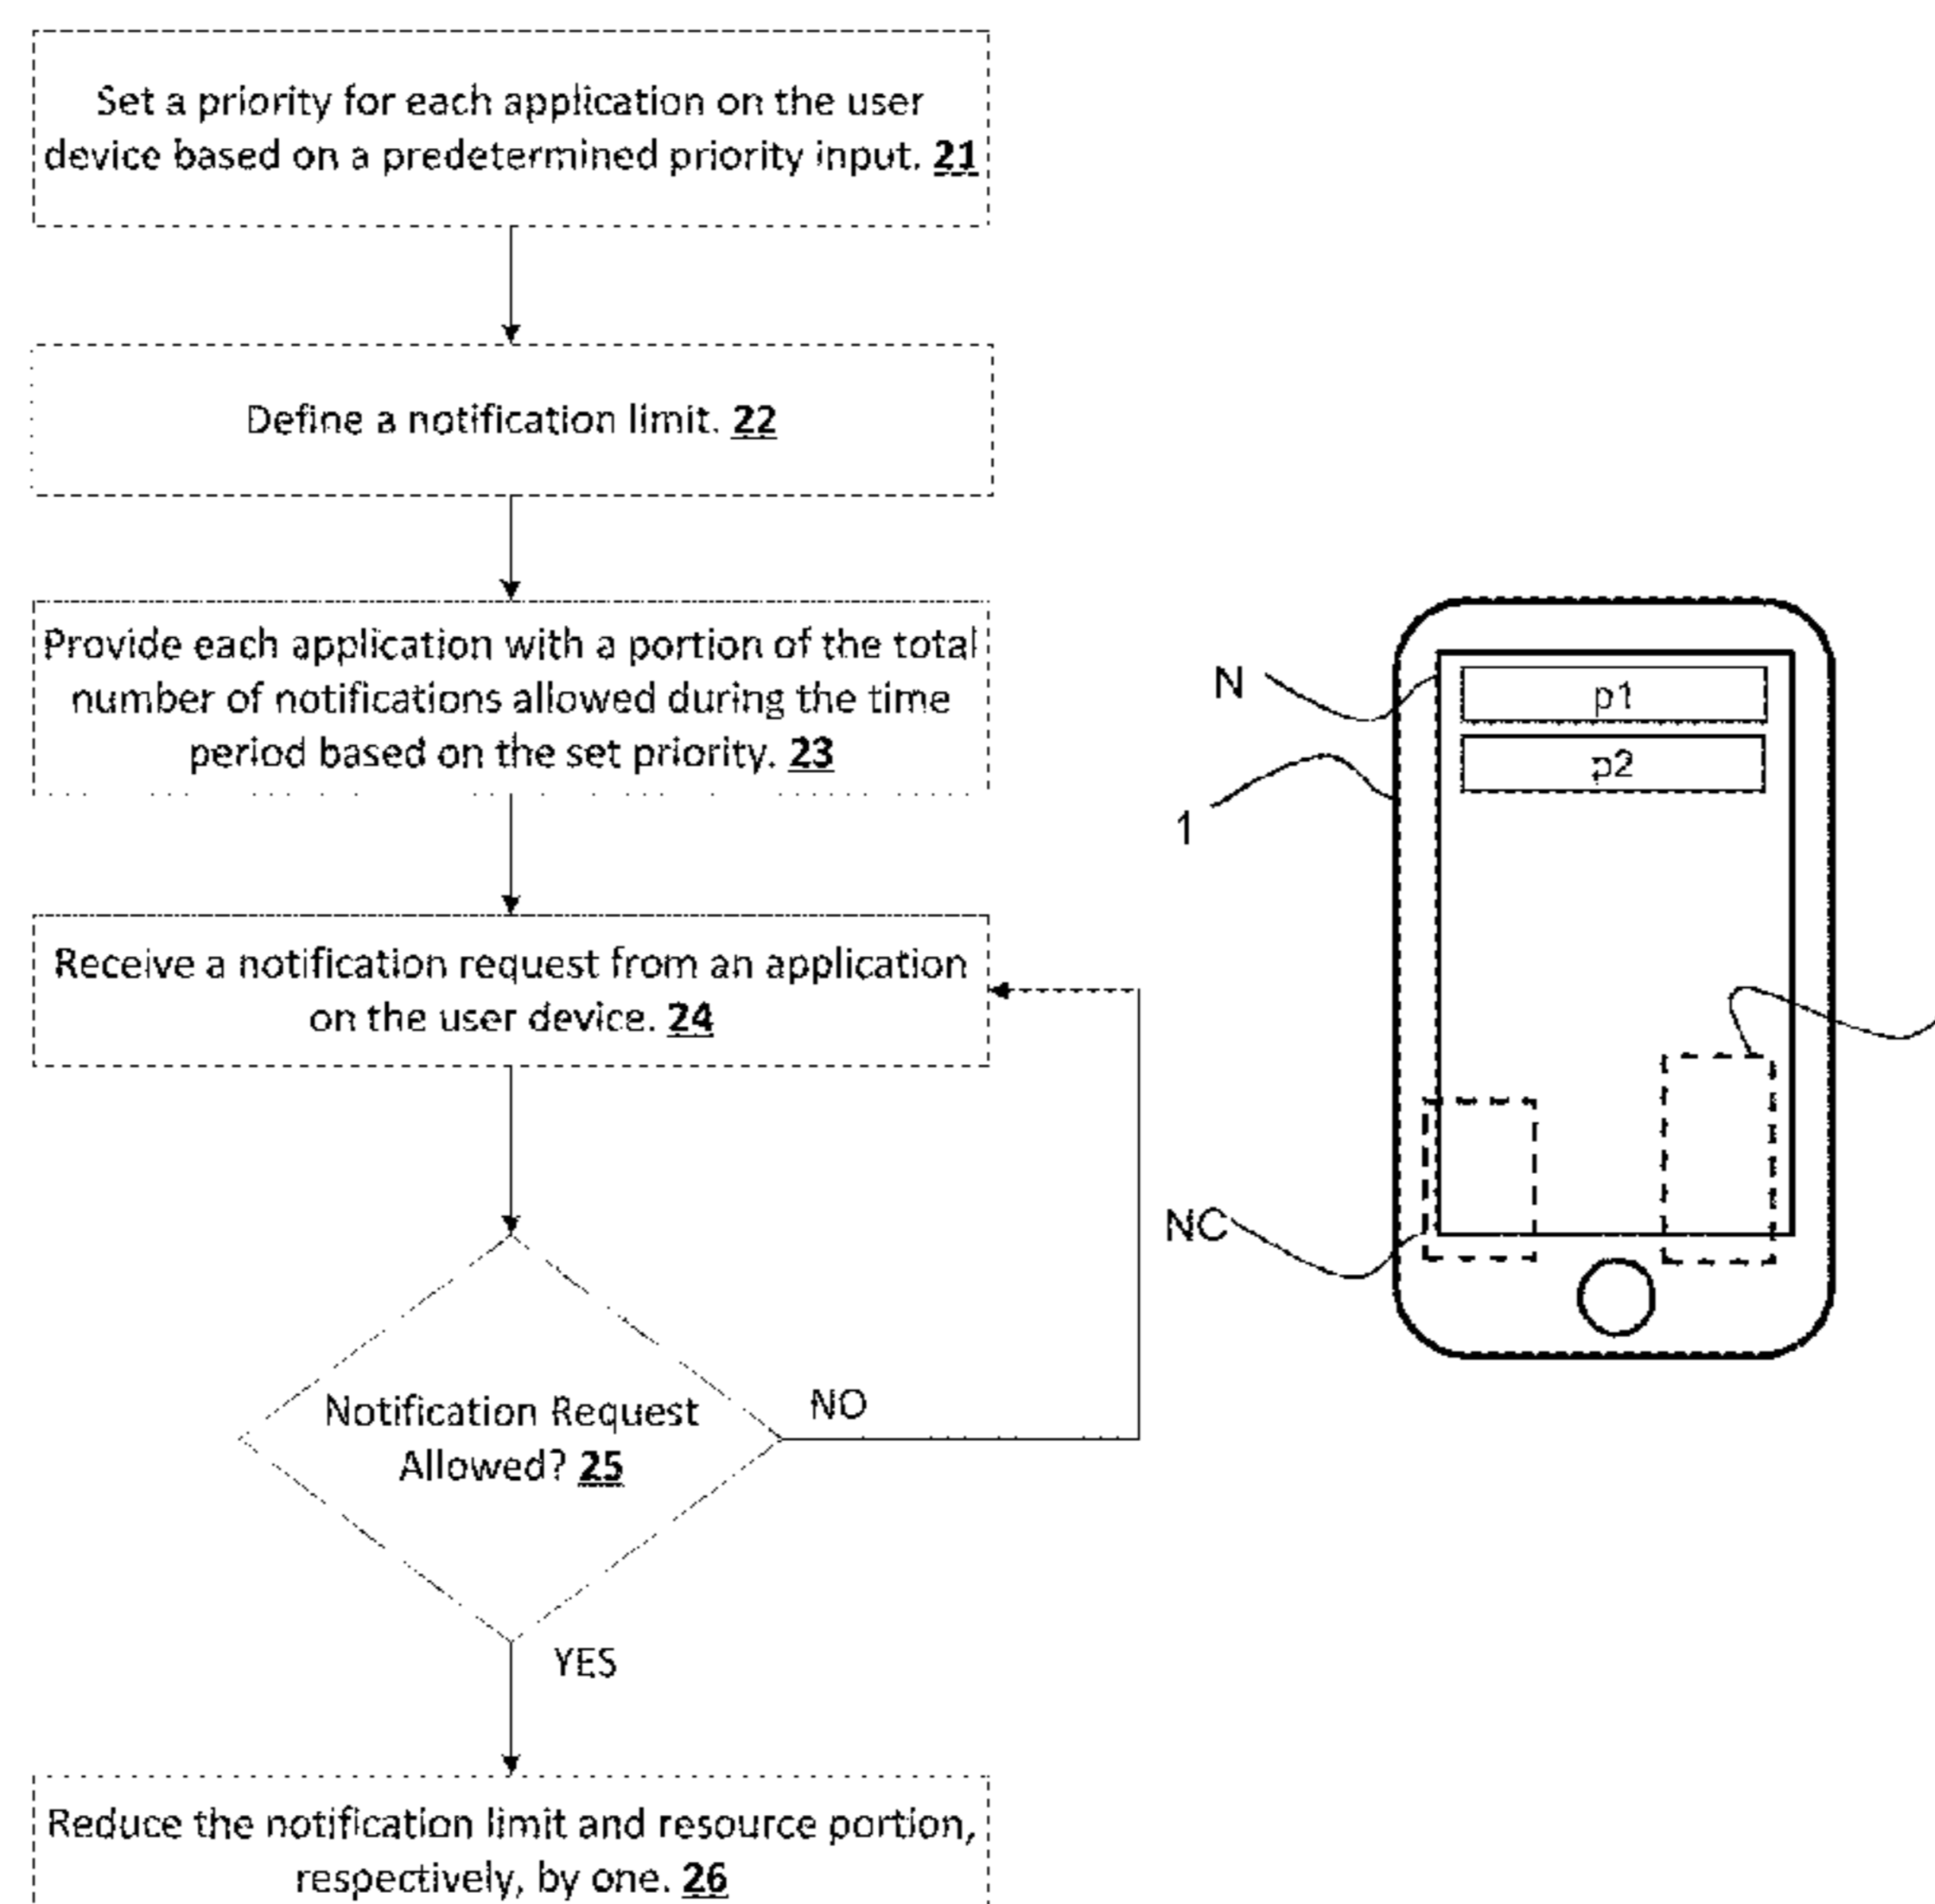 Set a priority for each application on the user
device based on a predetermined priority input. 21
Define a notification limit. 22
Provide each application with a portion of the total
number of notifications allowed during the time
period based on the set priority. 23
Receive a notification request from an application
on the user device. 24
Notification Request
Allowed? 25
NO
YES
Reduce the notification limit and resource portion,
respectively, by one. 26
N
p1
p2
1
NC